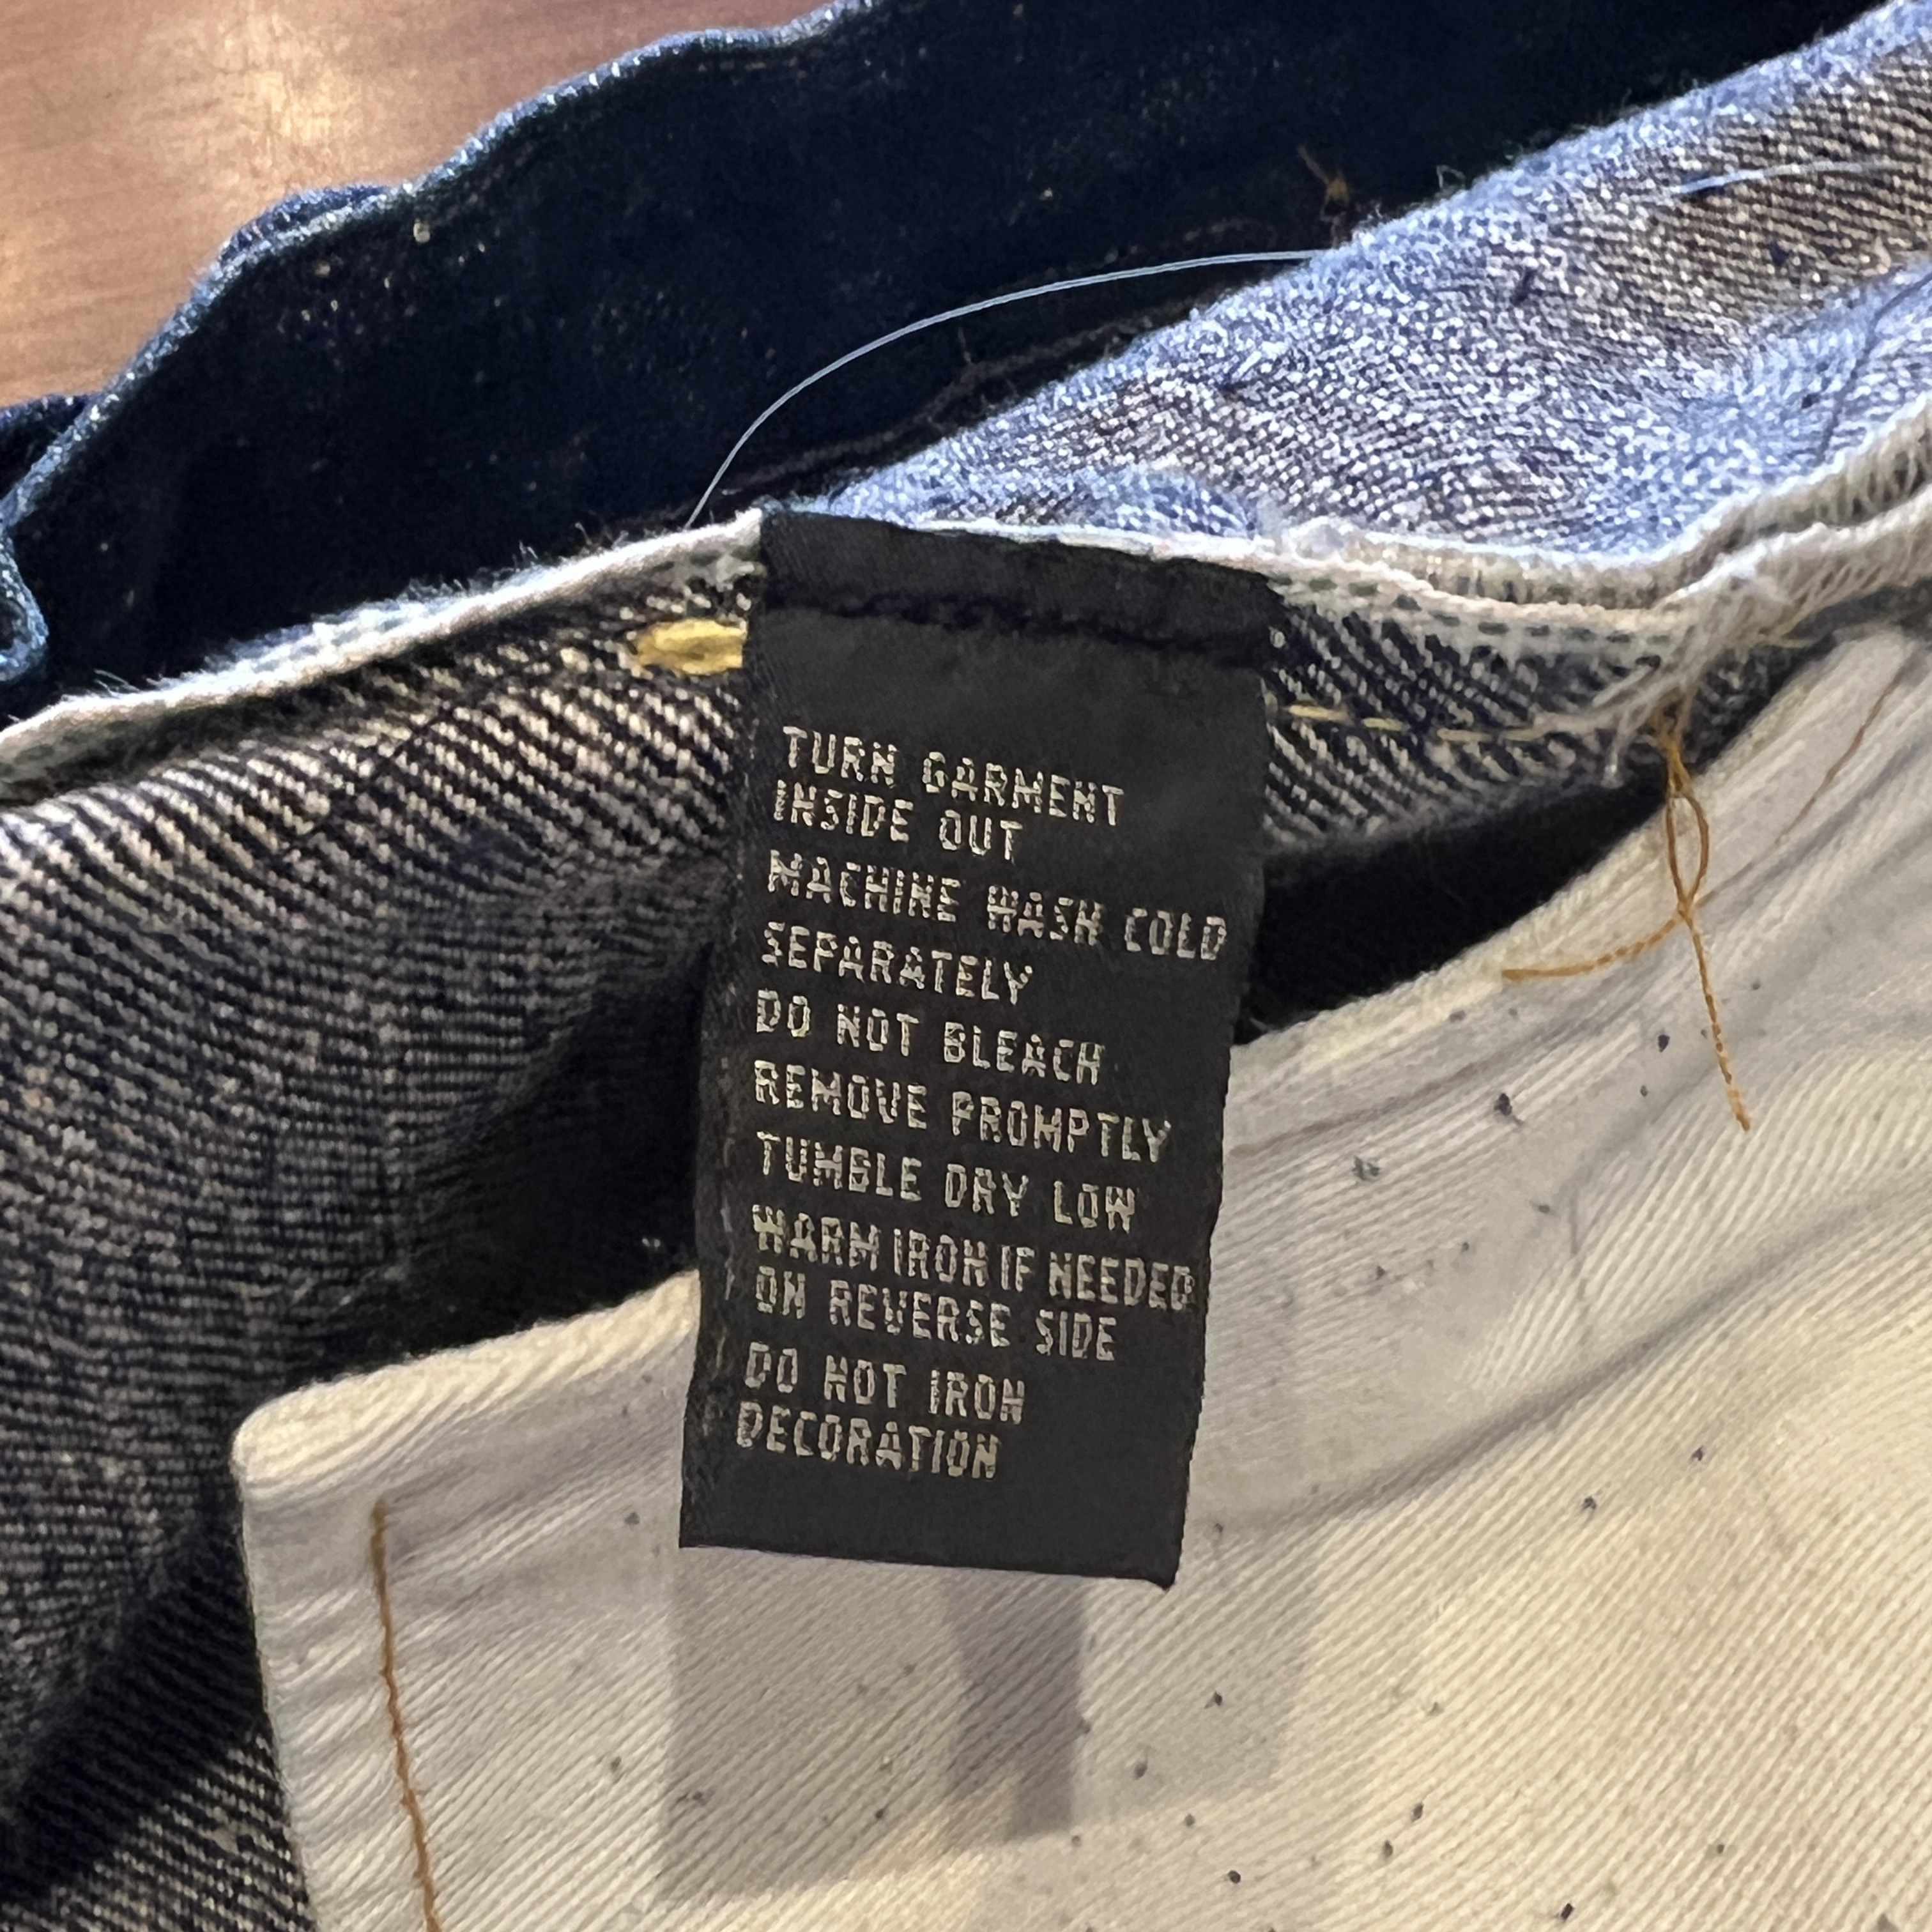 TURN GARMENT
INSIDE OUT
MACHINE WASH COLD
SEPARATELY
DO NOT BLEACH
REMOVE PROMPTLY
TUMBLE DRY LOW
WARM IRON IF NEEDED
ON REVERSE SIDE
DO NOT IRON
DECORATION